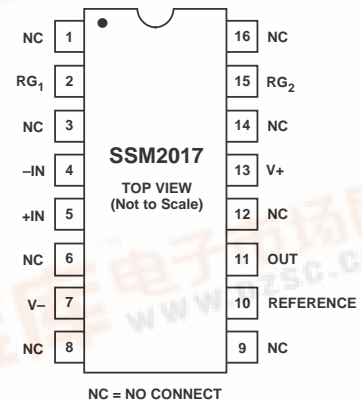 NC 1 16 NC
RG1 2 15 RG2
NC 3 14 NC
SSM2017
–IN 4 13 V+
TOP VIEW
(Not to Scale)
+IN 5 12 NC
NC 6 11 OUT
V– 7 10 REFERENCE
NC 8 9 NC
NC = NO CONNECT